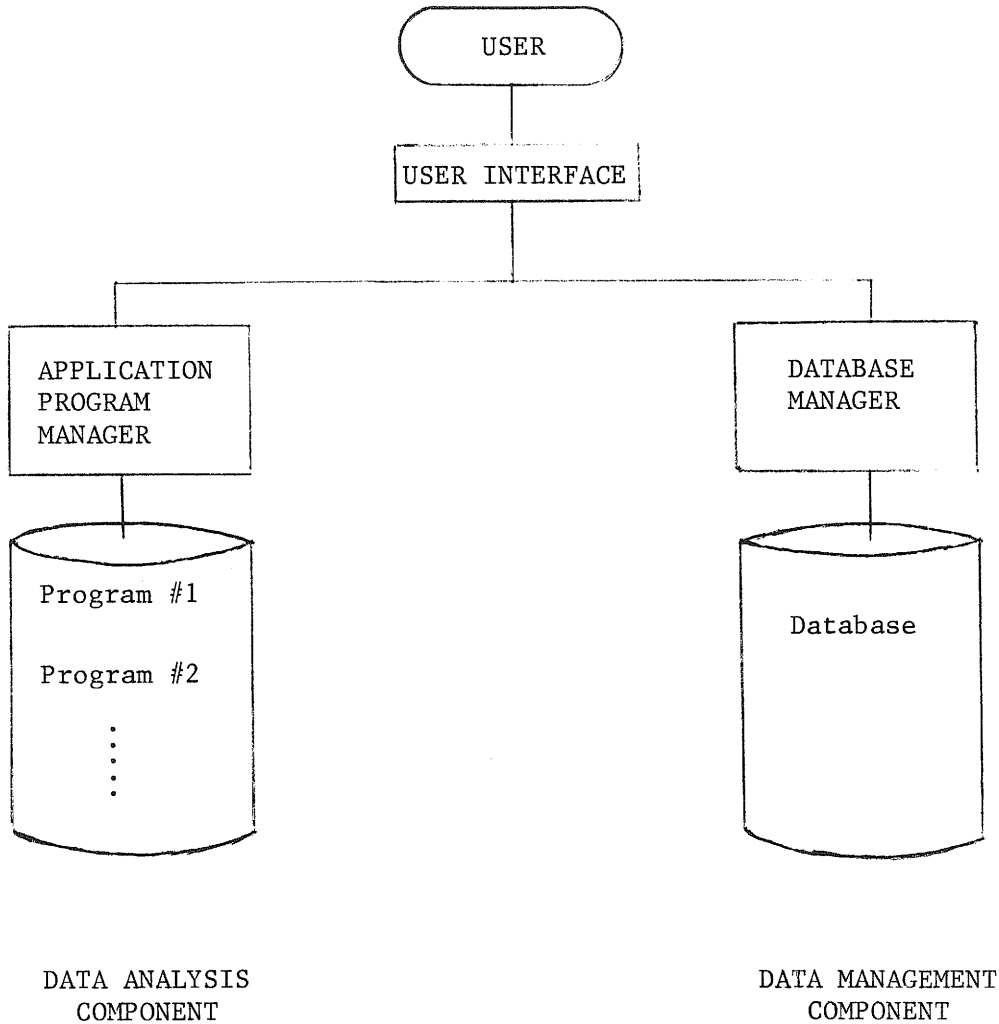 USER
USER INTERFACE
APPLICATION
PROGRAM
MANAGER
DATABASE
MANAGER
Program #1
Program #2
Database
DATA ANALYSIS
COMPONENT
DATA MANAGEMENT
COMPONENT